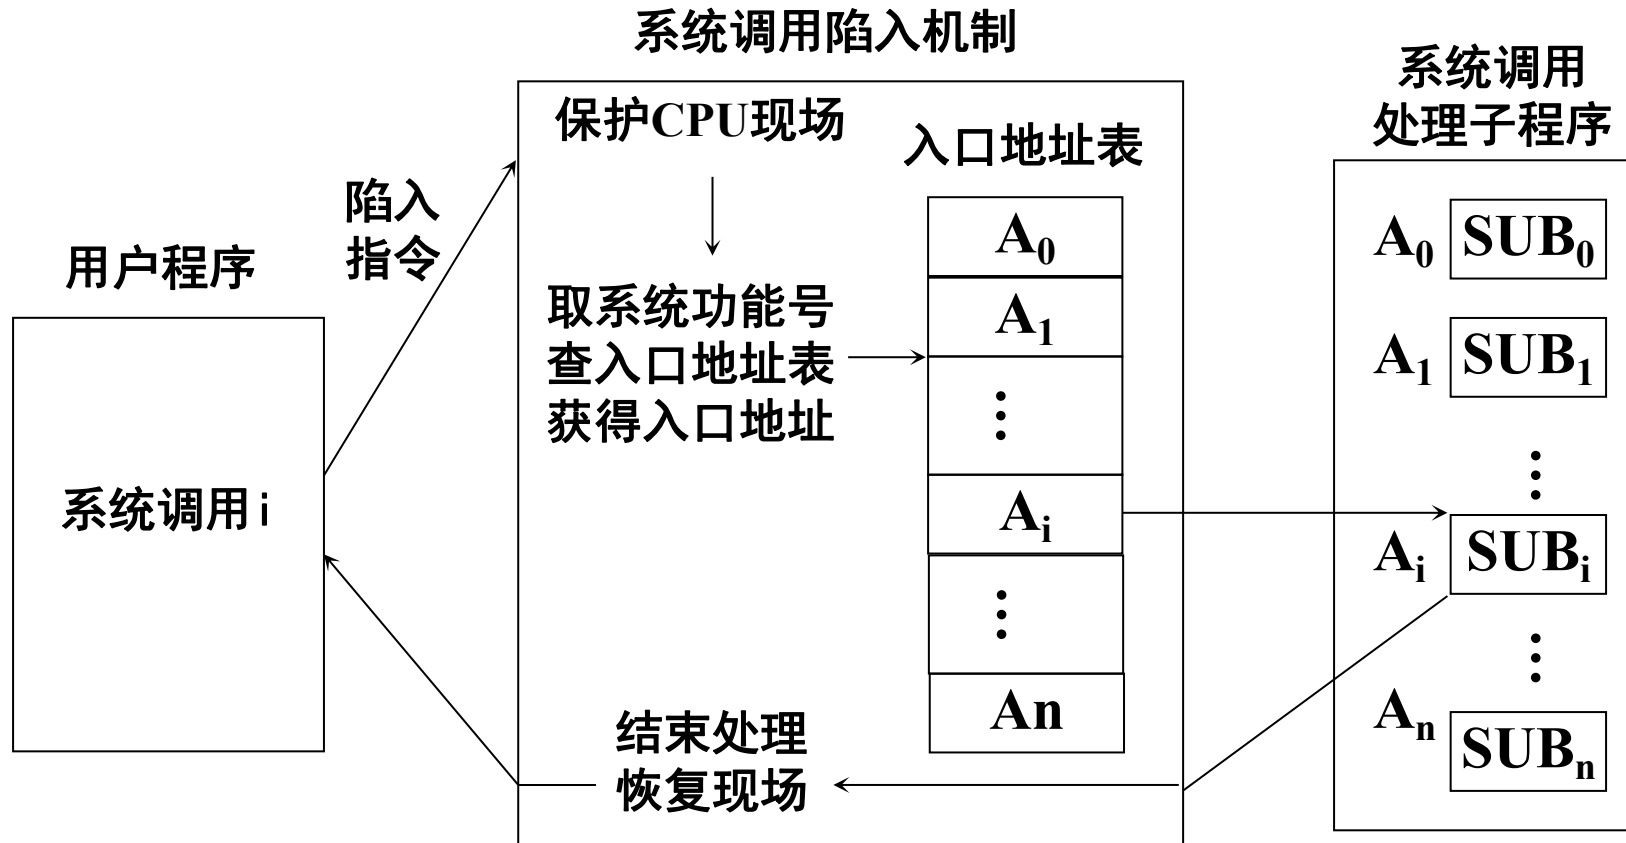 系统调用陷入机制
系统调用
处理子程序
用户程序
系统调用i
陷入
指令
保护CPU现场
取系统功能号
查入口地址表
获得入口地址
入口地址表
A0
A1
⋮
Ai
⋮
An
结束处理
恢复现场
A0 SUB0
A1 SUB1
⋮
Ai SUBi
⋮
An SUBn